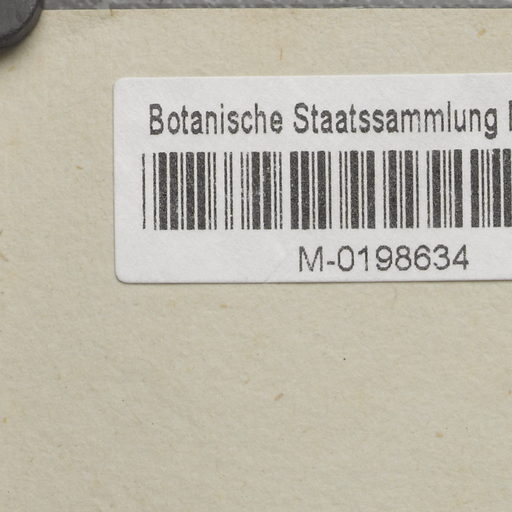 Botanische Staatssammlung
M-0198634